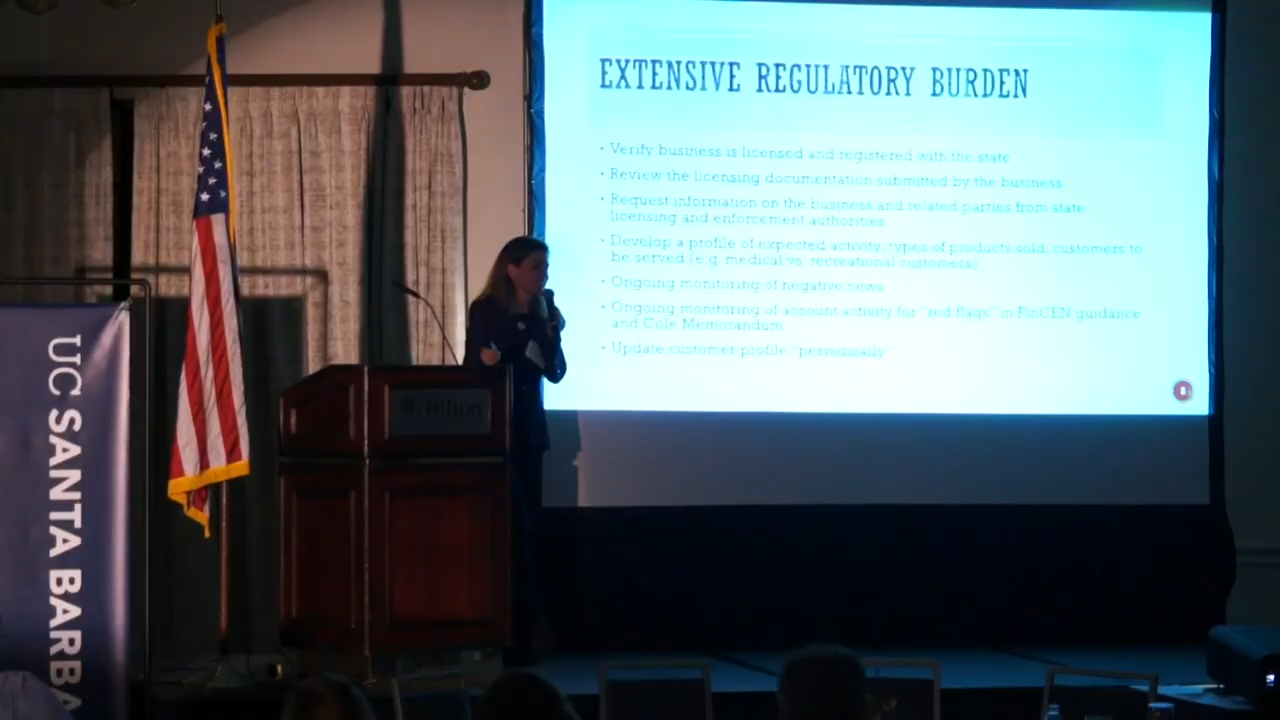 EXTENSIVE REGULATORY BURDEN
• Verify business is licensed and registered with the state
• Review the licensing documentation submitted by the business
• Request information on the business and related parties from state
licensing and enforcement authorities
• Develop a profile of expected activity; types of products sold; customers to
be served (e.g. medical vs. recreational customers)
• Ongoing monitoring of negative news
• Ongoing monitoring of account activity for "red flags" in FinCEN guidance
and Cole Memorandum
• Update customer profile "periodically"
Hilton
UC SANTA BARBA